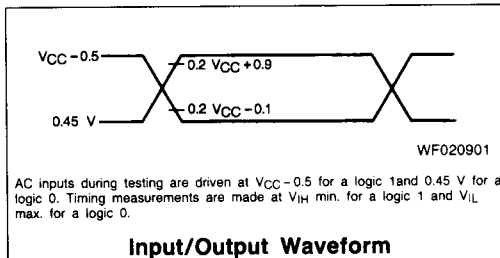 VCC−0.5
0.2 VCC+0.9
0.2 VCC−0.1
0.45 V
WF020901
AC inputs during testing are driven at VCC−0.5 for a logic 1and 0.45 V for a
logic 0. Timing measurements are made at VIH min. for a logic 1 and VIL
max. for a logic 0.
Input/Output Waveform